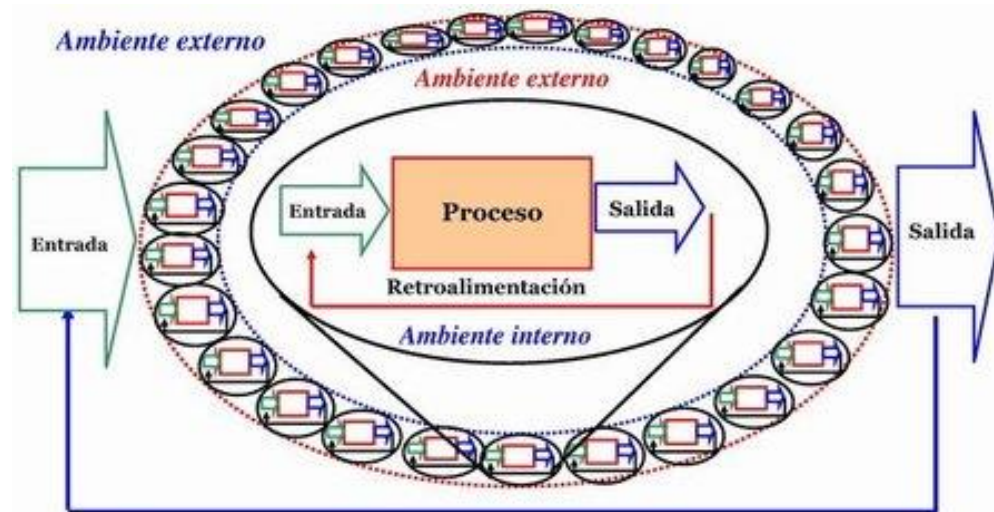 Ambiente externo
Ambiente externo
Entrada
Entrada
Proceso
Salida
Salida
Retroalimentación
Ambiente interno